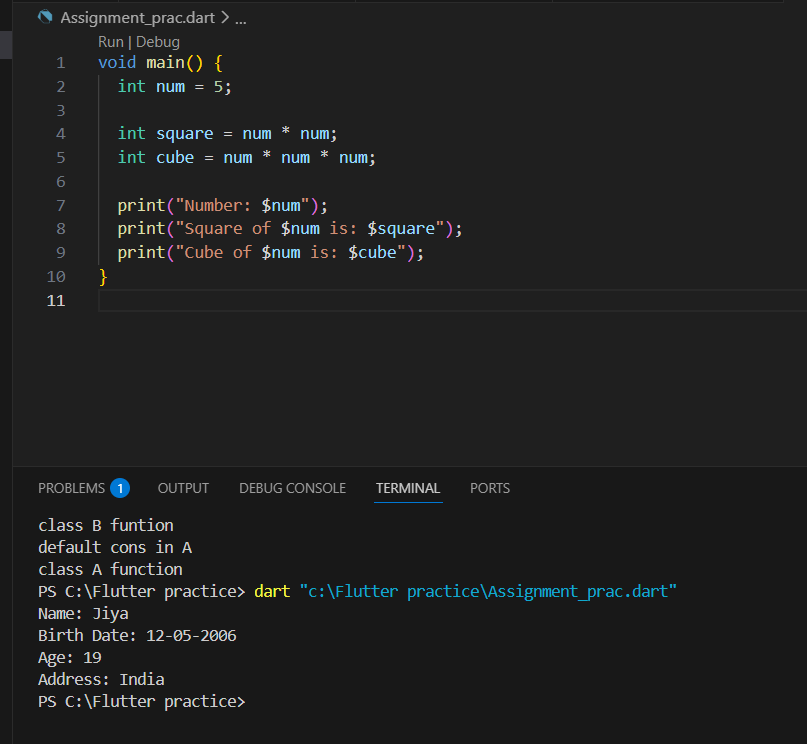 Assignment_prac.dart > ...
Run | Debug
1 void main() {
2 int num = 5;
3
4 int square = num * num;
5 int cube = num * num * num;
6
7 print("Number: $num");
8 print("Square of $num is: $square");
9 print("Cube of $num is: $cube");
10 }
11
PROBLEMS 1 OUTPUT DEBUG CONSOLE TERMINAL PORTS
class B funtion
default cons in A
class A function
PS C:\Flutter practice> dart "c:\Flutter practice\Assignment_prac.dart"
Name: Jiya
Birth Date: 12-05-2006
Age: 19
Address: India
PS C:\Flutter practice>